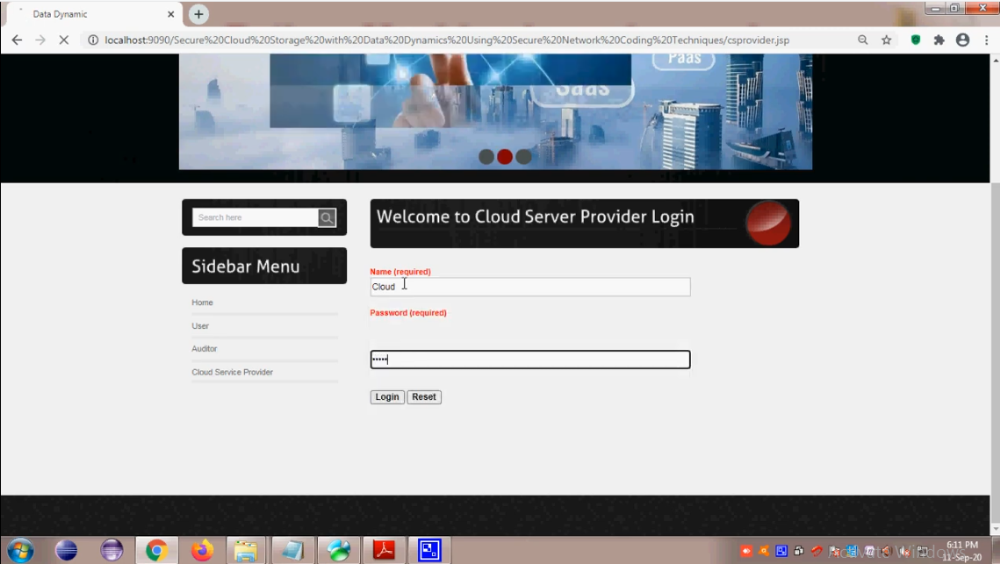 Data Dynamic
localhost:9090/Secure%20Cloud%20Storage%20with%20Data%20Dynamics%20Using%20Secure%20Network%20Coding%20Techniques/csprovider.jsp
Paas
SaaS
Search here
Welcome to Cloud Server Provider Login
Sidebar Menu
Name (required)
Cloud
Home
Password (required)
User
Auditor
•••••
Cloud Service Provider
Login Reset
Activate Windows
6:11 PM
11-Sep-20